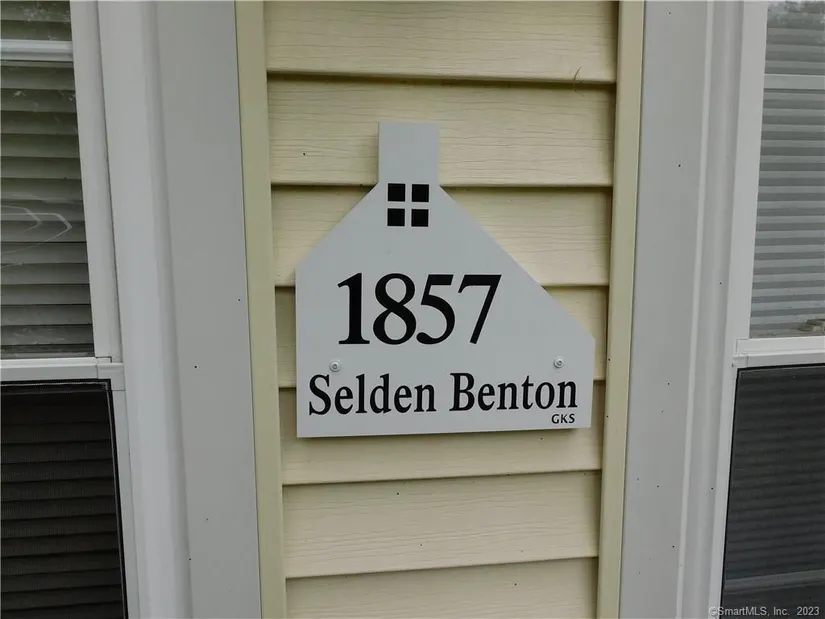 1857
Selden Benton
GKS
©SmartMLS, Inc. 2023